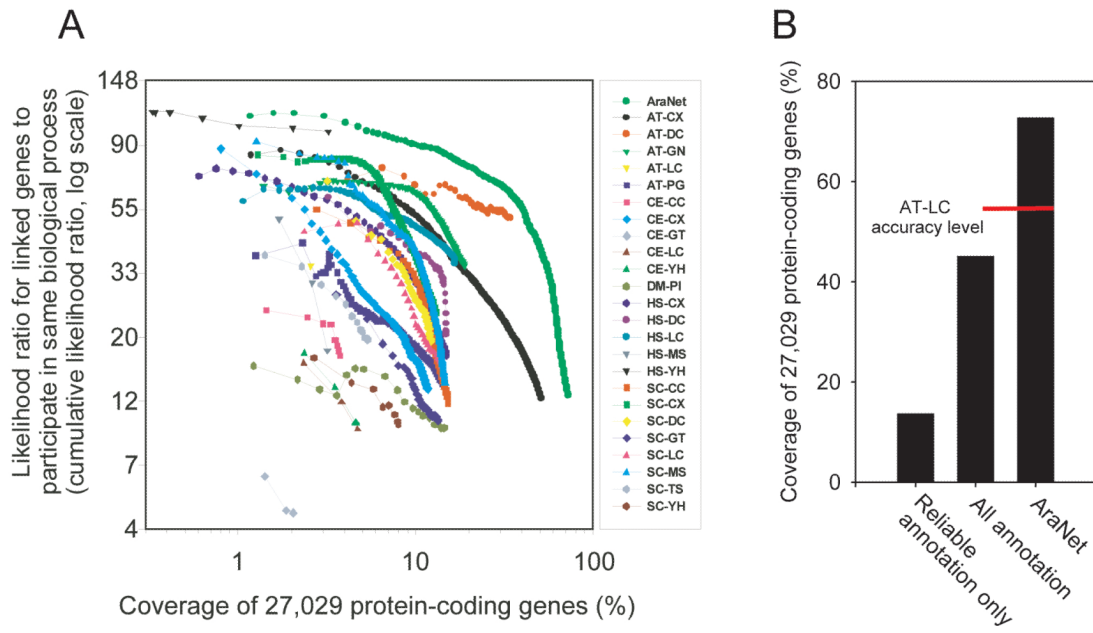 A
Likelihood ratio for linked genes to
participate in same biological process
(cumulative likelihood ratio, log scale)
148
90
55
33
20
12
7
4
1
10
100
Coverage of 27,029 protein-coding genes (%)
AraNet
AT-CX
AT-DC
AT-GN
AT-LC
AT-PG
CE-CC
CE-CX
CE-GT
CE-LC
CE-YH
DM-PI
HS-CX
HS-DC
HS-LC
HS-MS
HS-YH
SC-CC
SC-CX
SC-DC
SC-GT
SC-LC
SC-MS
SC-TS
SC-YH
B
Coverage of 27,029 protein-coding genes (%)
80
60
40
20
0
AT-LC
accuracy level
Reliable
annotation only
All annotation
AraNet